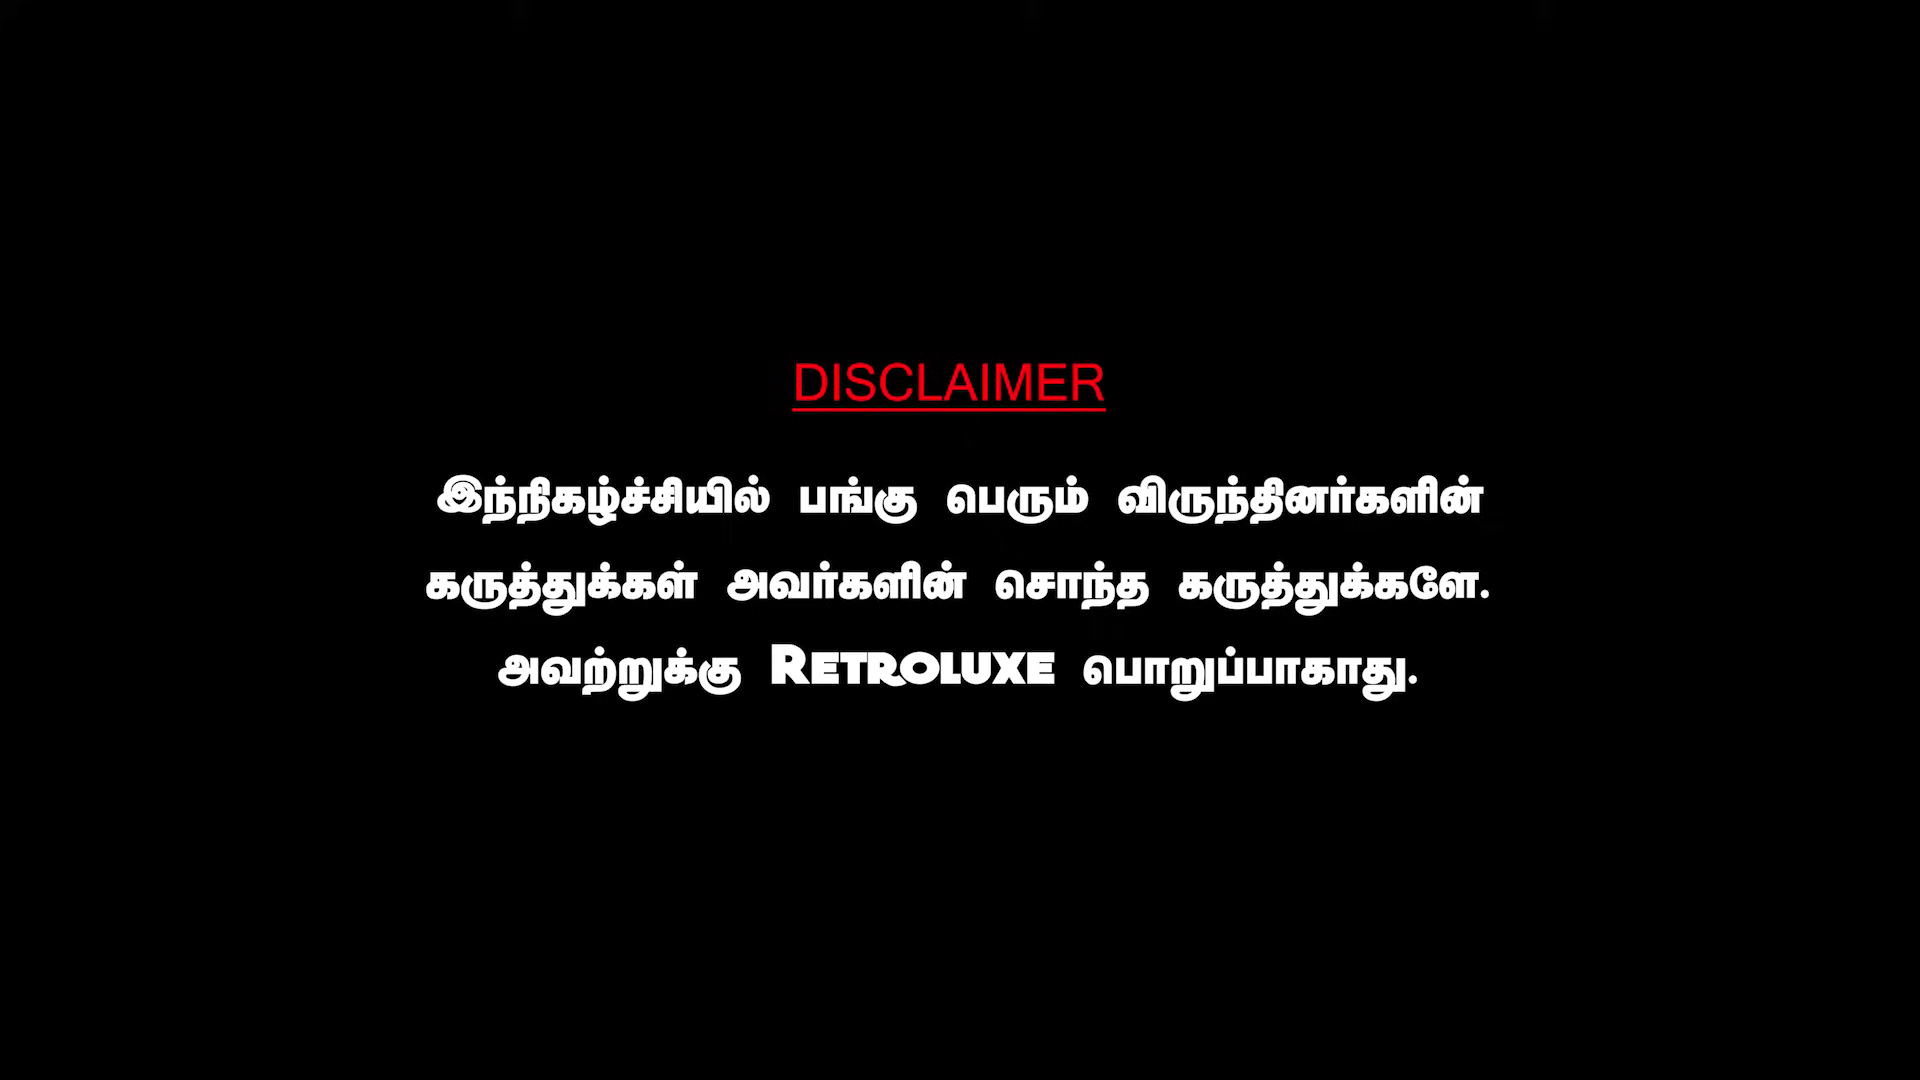 DISCLAIMER
இந்நிகழ்ச்சியில் பங்கு பெரும் விருந்தினர்களின்
கருத்துக்கள் அவர்களின் சொந்த கருத்துக்களே.
அவற்றுக்கு RETROLUXE பொறுப்பாகாது.